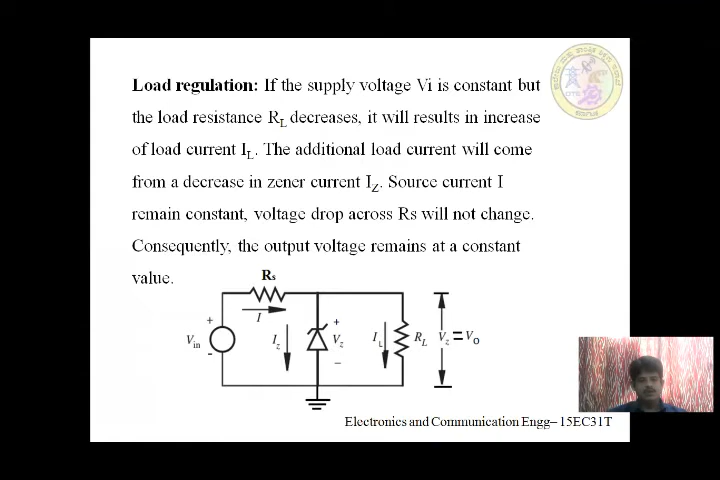 Load regulation: If the supply voltage Vi is constant but
the load resistance RL decreases, it will results in increase
of load current IL. The additional load current will come
from a decrease in zener current IZ. Source current I
remain constant, voltage drop across Rs will not change.
Consequently, the output voltage remains at a constant
value.
Rs
I
+
Vin
-
Iz
+
Vz
–
IL
RL
Vz = Vo
Electronics and Communication Engg– 15EC31T